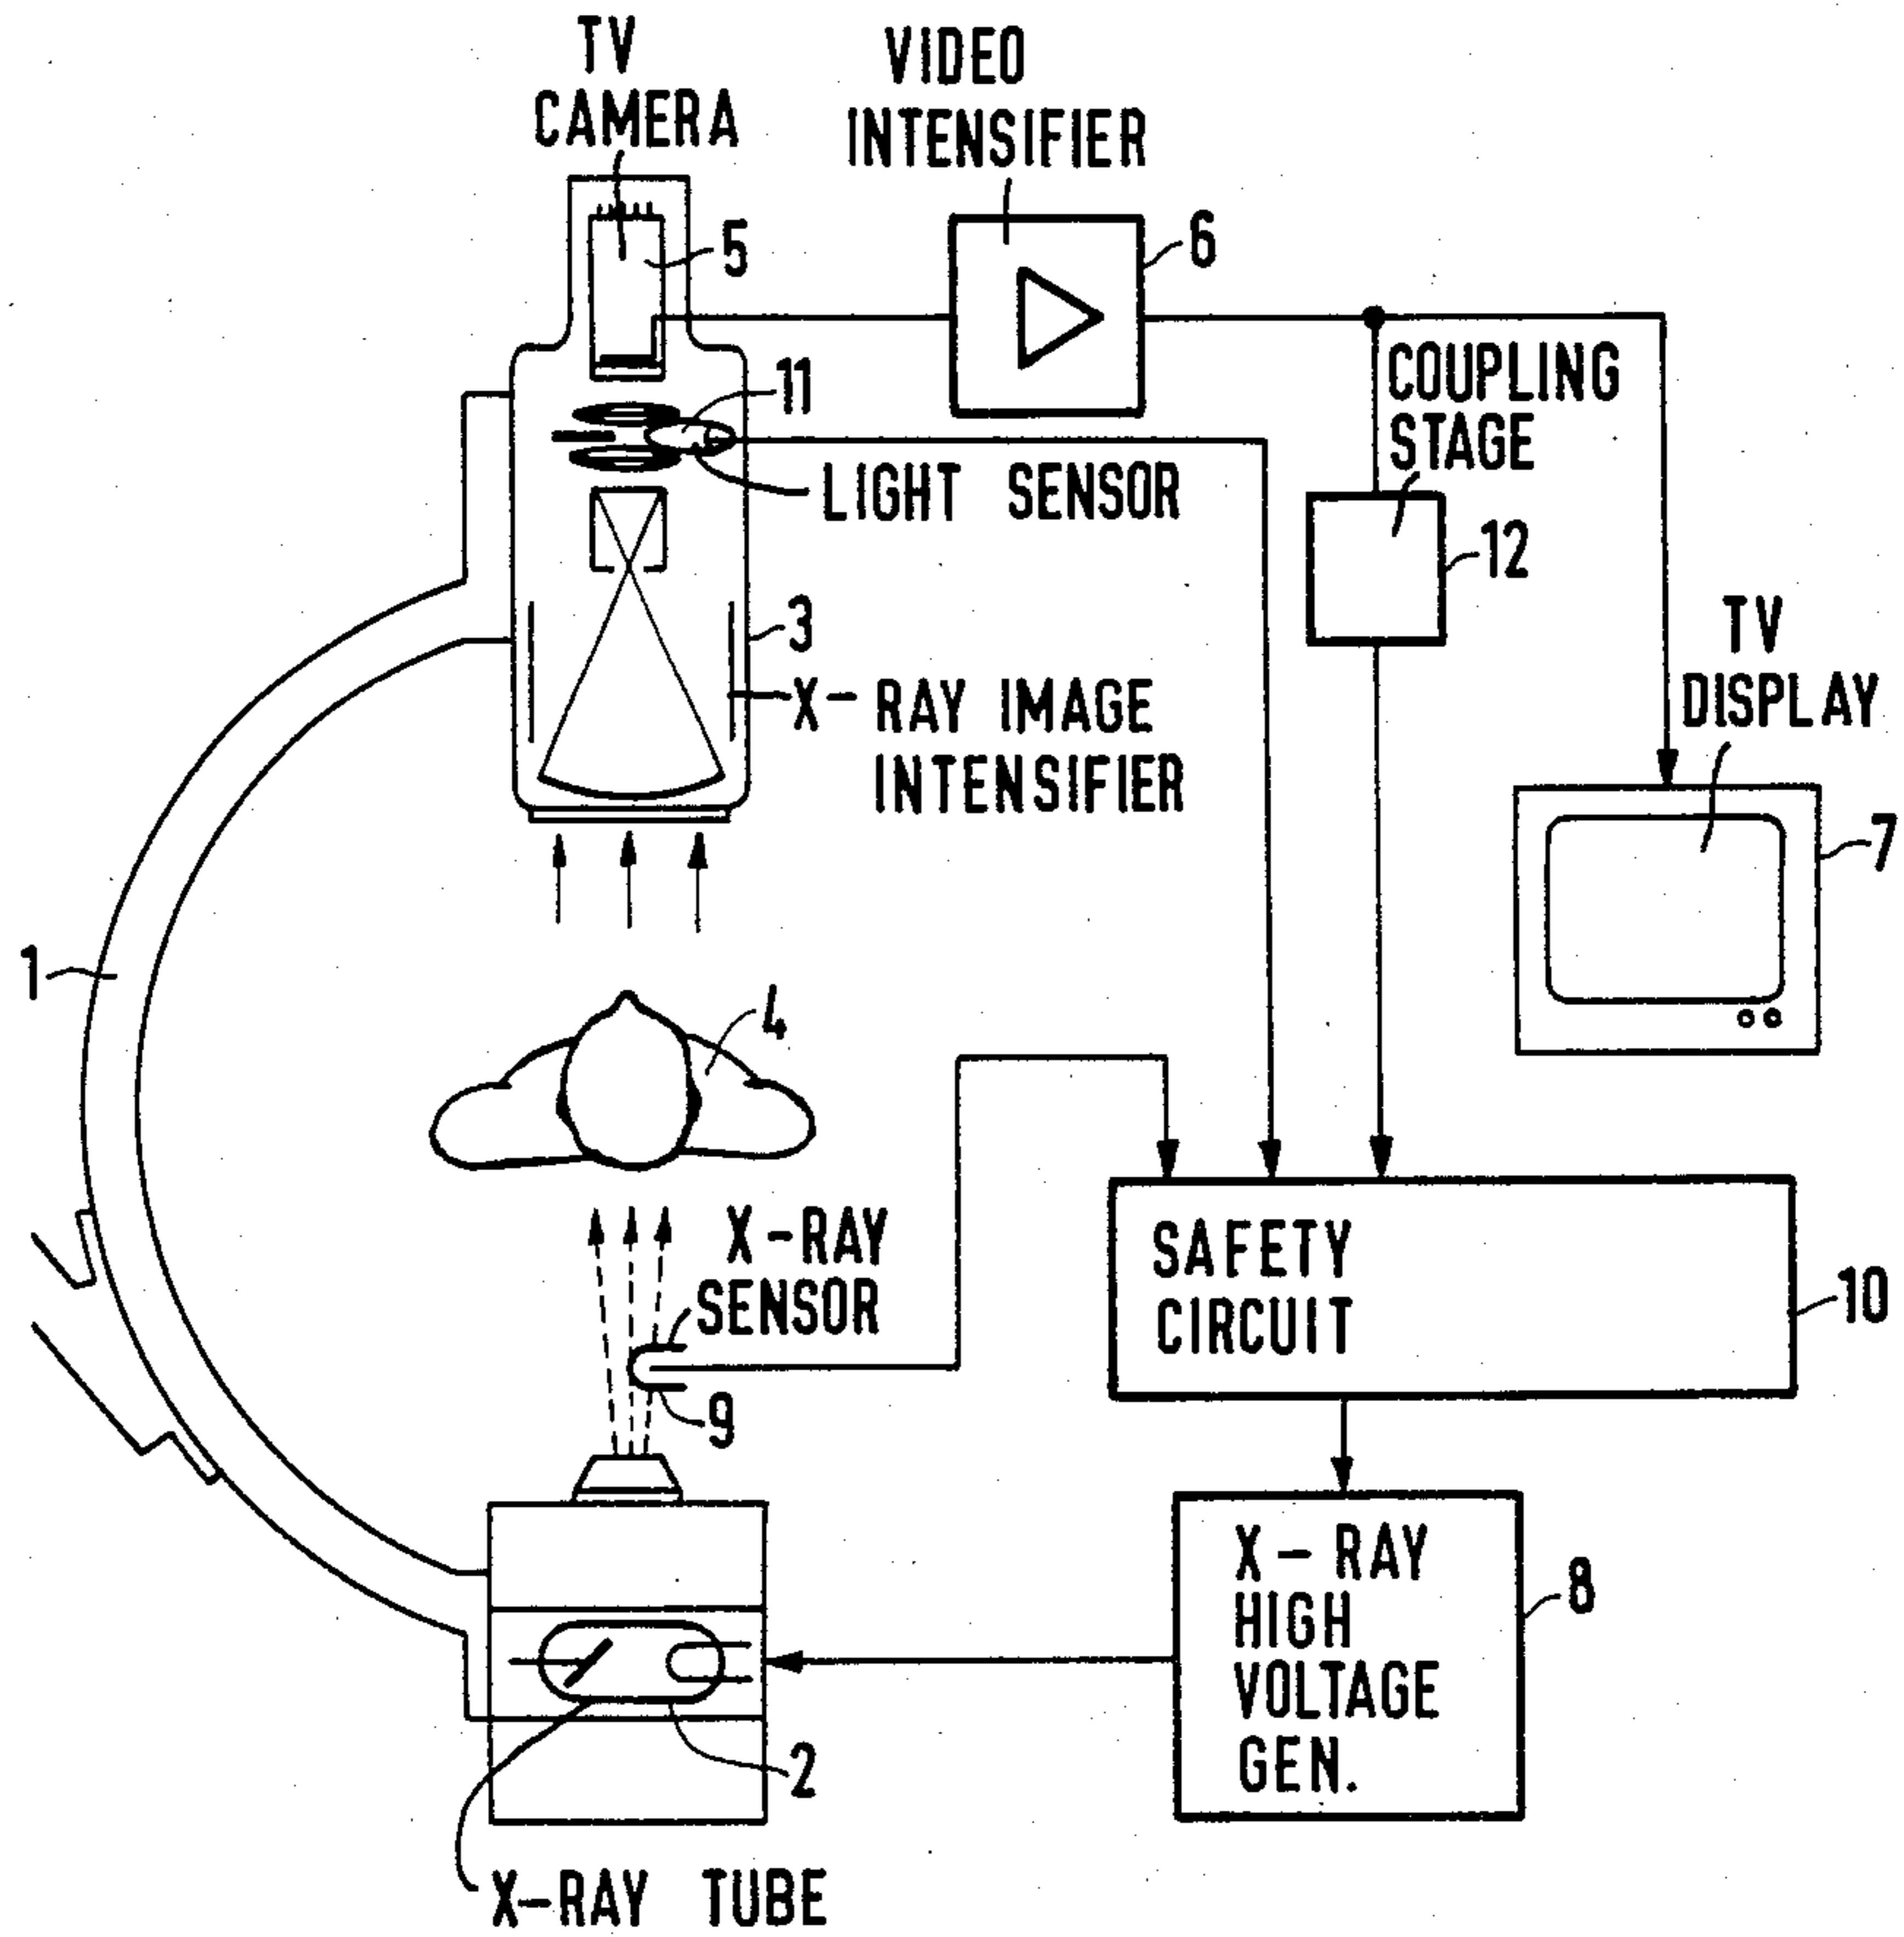 TV
CAMERA
VIDEO
INTENSIFIER
5
6
11
COUPLING
STAGE
LIGHT SENSOR
12
3
TV
DISPLAY
X- RAY IMAGE
INTENSIFIER
7
1
4
X-RAY
SENSOR
SAFETY
CIRCUIT
10
9
X- RAY
HIGH
VOLTAGE
GEN.
8
2
X-RAY TUBE